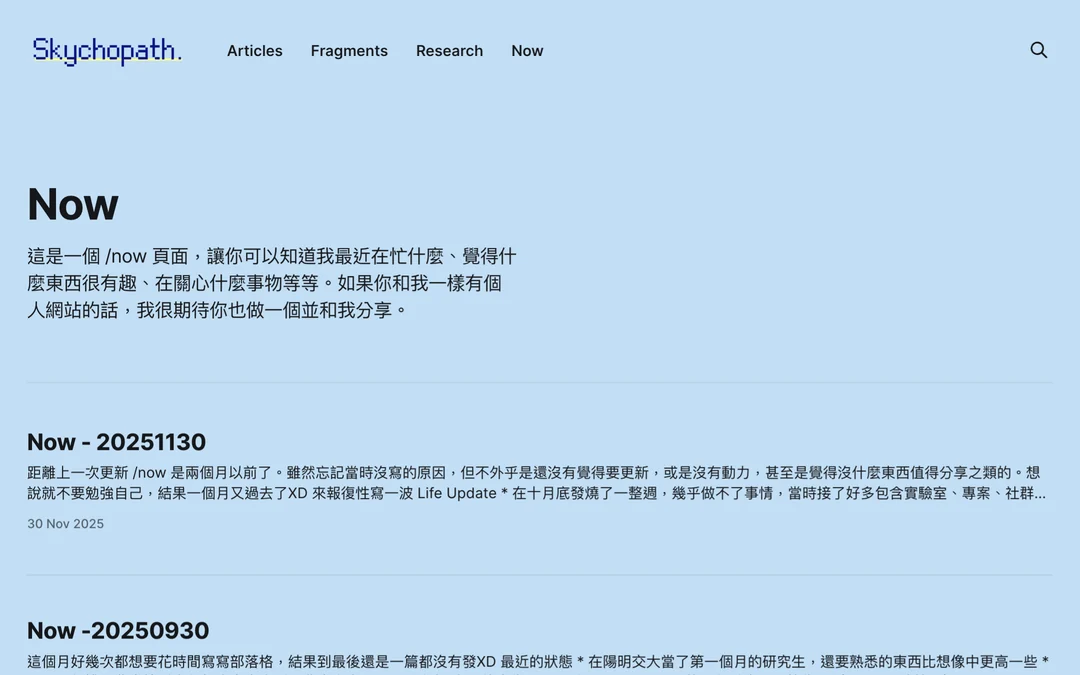 Skychopath.
Articles
Fragments
Research
Now
Now
這是一個 /now 頁面，讓你可以知道我最近在忙什麼、覺得什
麼東西很有趣、在關心什麼事物等等。如果你和我一樣有個
人網站的話，我很期待你也做一個並和我分享。
Now - 20251130
距離上一次更新 /now 是兩個月以前了。雖然忘記當時沒寫的原因，但不外乎是還沒有覺得要更新，或是沒有動力，甚至是覺得沒什麼東西值得分享之類的。想
說就不要勉強自己，結果一個月又過去了XD 來報復性寫一波 Life Update * 在十月底發燒了一整週，幾乎做不了事情，當時接了好多包含實驗室、專案、社群...
30 Nov 2025
Now -20250930
這個月好幾次都想要花時間寫寫部落格，結果到最後還是一篇都沒有發XD 最近的狀態 * 在陽明交大當了第一個月的研究生，還要熟悉的東西比想像中更高一些 *